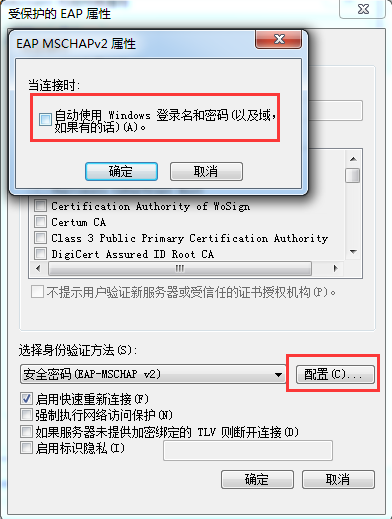 受保护的 EAP 属性
EAP MSCHAPv2 属性
当连接时:
自动使用 Windows 登录名和密码(以及域,
如果有的话)(A)。
确定
取消
Certification Authority of WoSign
Certum CA
Class 3 Public Primary Certification Authority
DigiCert Assured ID Root CA
不提示用户验证新服务器或受信任的证书授权机构(P)。
选择身份验证方法(S):
安全密码(EAP-MSCHAP v2)
配置(C)...
启用快速重新连接(F)
强制执行网络访问保护(N)
如果服务器未提供加密绑定的 TLV 则断开连接(D)
启用标识隐私(I)
确定
取消